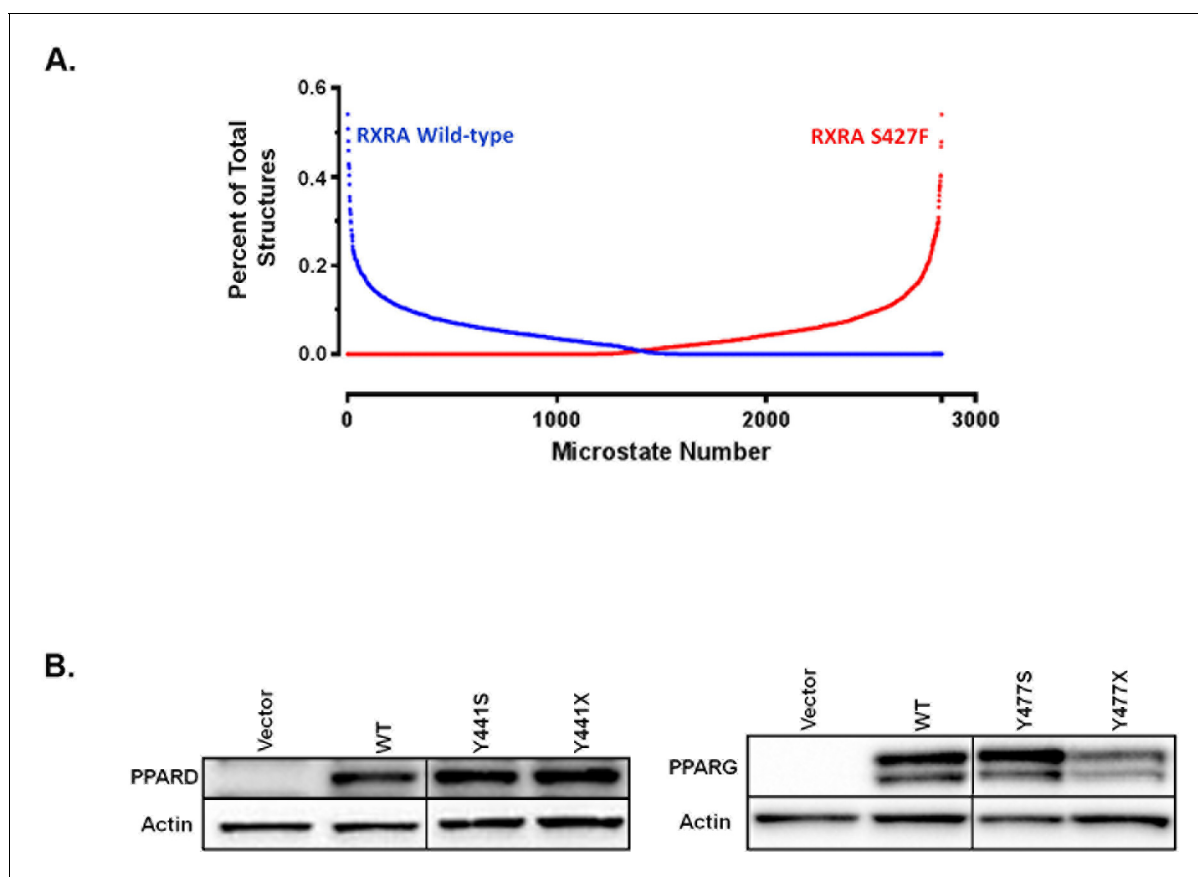 A.
0.6
0.4
0.2
0.0
Percent of Total
Structures
RXRA Wild-type
RXRA S427F
0
1000
2000
3000
Microstate Number
B.
Vector
WT
Y441S
Y441X
PPARD
Actin
Vector
WT
Y477S
Y477X
PPARG
Actin